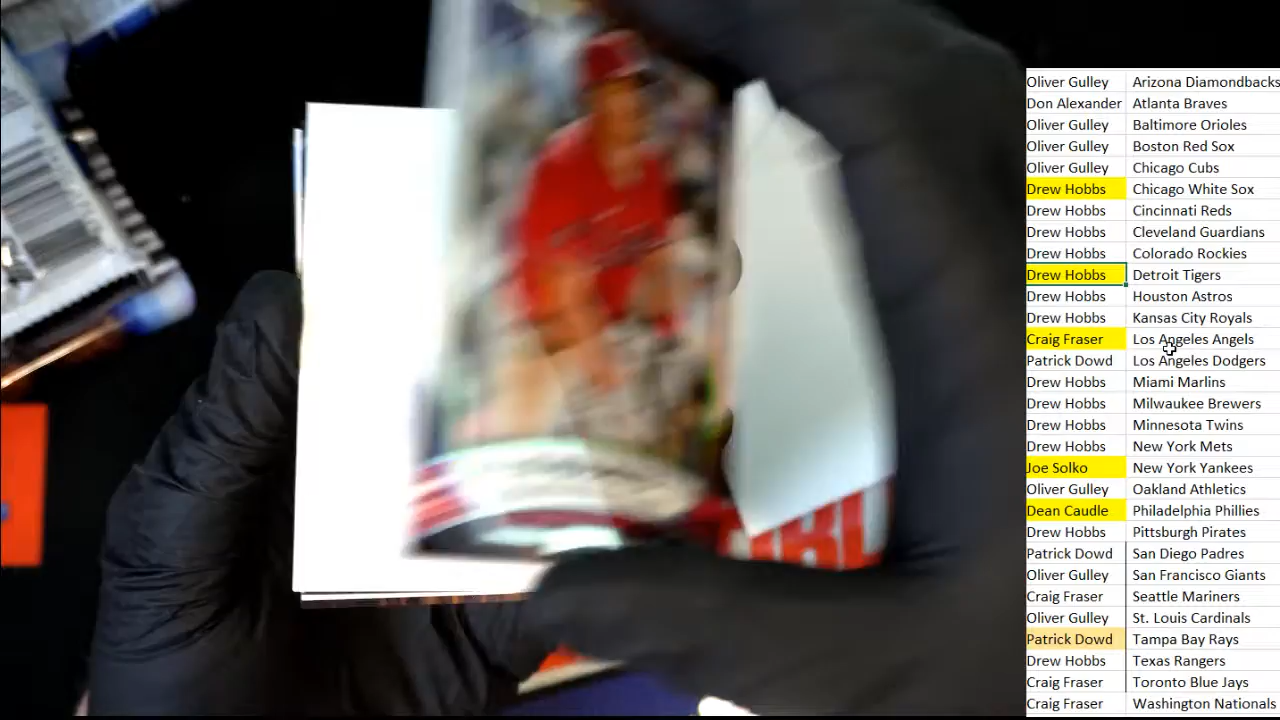 Oliver Gulley Arizona Diamondbacks
Don Alexander Atlanta Braves
Oliver Gulley Baltimore Orioles
Oliver Gulley Boston Red Sox
Oliver Gulley Chicago Cubs
Drew Hobbs Chicago White Sox
Drew Hobbs Cincinnati Reds
Drew Hobbs Cleveland Guardians
Drew Hobbs Colorado Rockies
Drew Hobbs Detroit Tigers
Drew Hobbs Houston Astros
Drew Hobbs Kansas City Royals
Craig Fraser Los Angeles Angels
Patrick Dowd Los Angeles Dodgers
Drew Hobbs Miami Marlins
Drew Hobbs Milwaukee Brewers
Drew Hobbs Minnesota Twins
Drew Hobbs New York Mets
Joe Solko New York Yankees
Oliver Gulley Oakland Athletics
Dean Caudle Philadelphia Phillies
Drew Hobbs Pittsburgh Pirates
Patrick Dowd San Diego Padres
Oliver Gulley San Francisco Giants
Craig Fraser Seattle Mariners
Oliver Gulley St. Louis Cardinals
Patrick Dowd Tampa Bay Rays
Drew Hobbs Texas Rangers
Craig Fraser Toronto Blue Jays
Craig Fraser Washington Nationals